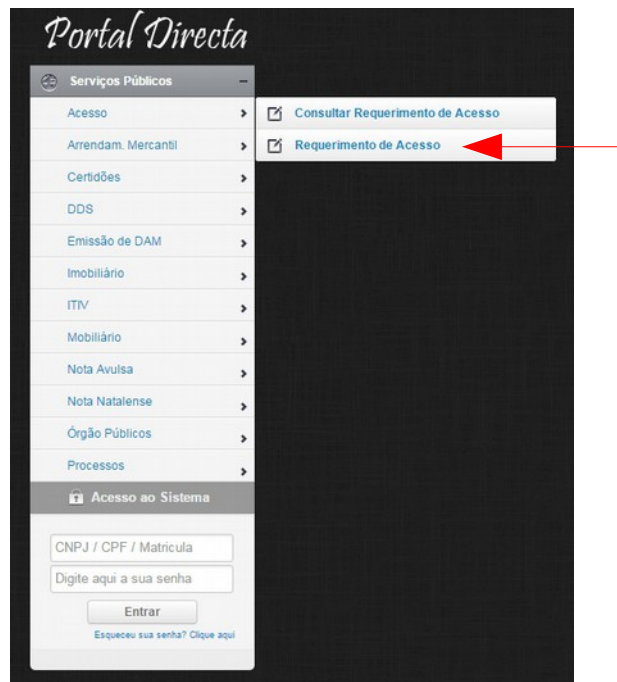 Portal Directa
Serviços Públicos
Acesso
Consultar Requerimento de Acesso
Arrendam. Mercantil
Requerimento de Acesso
Certidões
DDS
Emissão de DAM
Imobiliário
ITIV
Mobiliário
Nota Avulsa
Nota Natalense
Órgão Públicos
Processos
Acesso ao Sistema
CNPJ / CPF / Matricula
Digite aqui a sua senha
Entrar
Esqueceu sua senha? Clique aqui